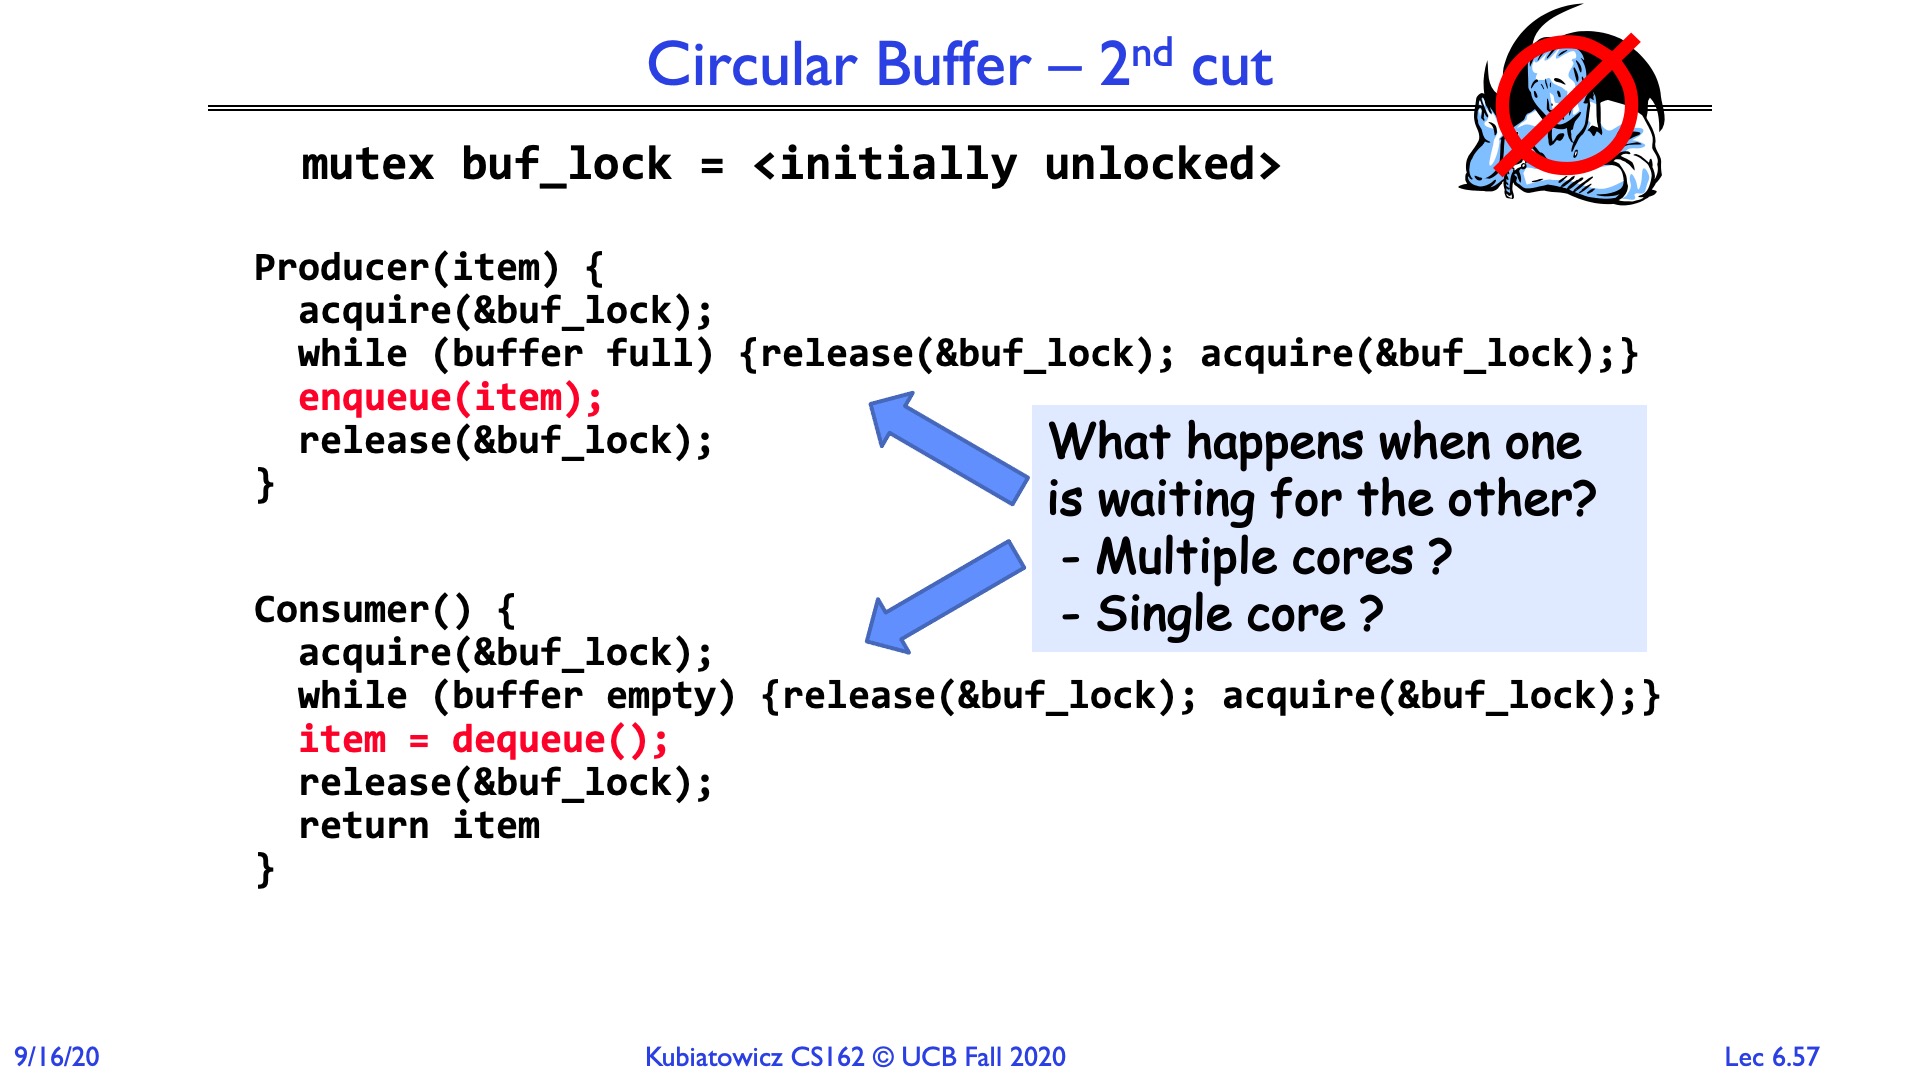 Circular Buffer – 2nd cut
mutex buf_lock = <initially unlocked>
Producer(item) {
acquire(&buf_lock);
while (buffer full) {release(&buf_lock); acquire(&buf_lock);}
enqueue(item);
release(&buf_lock);
}
What happens when one
is waiting for the other?
- Multiple cores ?
- Single core ?
Consumer() {
acquire(&buf_lock);
while (buffer empty) {release(&buf_lock); acquire(&buf_lock);}
item = dequeue();
release(&buf_lock);
return item
}
9/16/20
Kubiatowicz CS162 © UCB Fall 2020
Lec 6.57